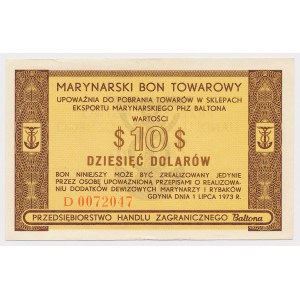 MARYNARSKI BON TOWAROWY
UPOWAŻNIA DO POBRANIA TOWARÓW W SKLEPACH
EKSPORTU MARYNARSKIEGO PHZ BALTONA
WARTOŚCI
$ 10 $
DZIESIĘĆ DOLARÓW
BON NINIEJSZY MOŻE BYĆ ZREALIZOWANY JEDYNIE
PRZEZ OSOBĘ UPOWAŻNIONĄ PRZEPISAMI O REALIZOWA-
NIU DODATKÓW DEWIZOWYCH MARYNARZY I RYBAKÓW
D 0072047 GDYNIA DNIA 1 LIPCA 1973 R.
PRZEDSIĘBIORSTWO HANDLU ZAGRANICZNEGO Baltona